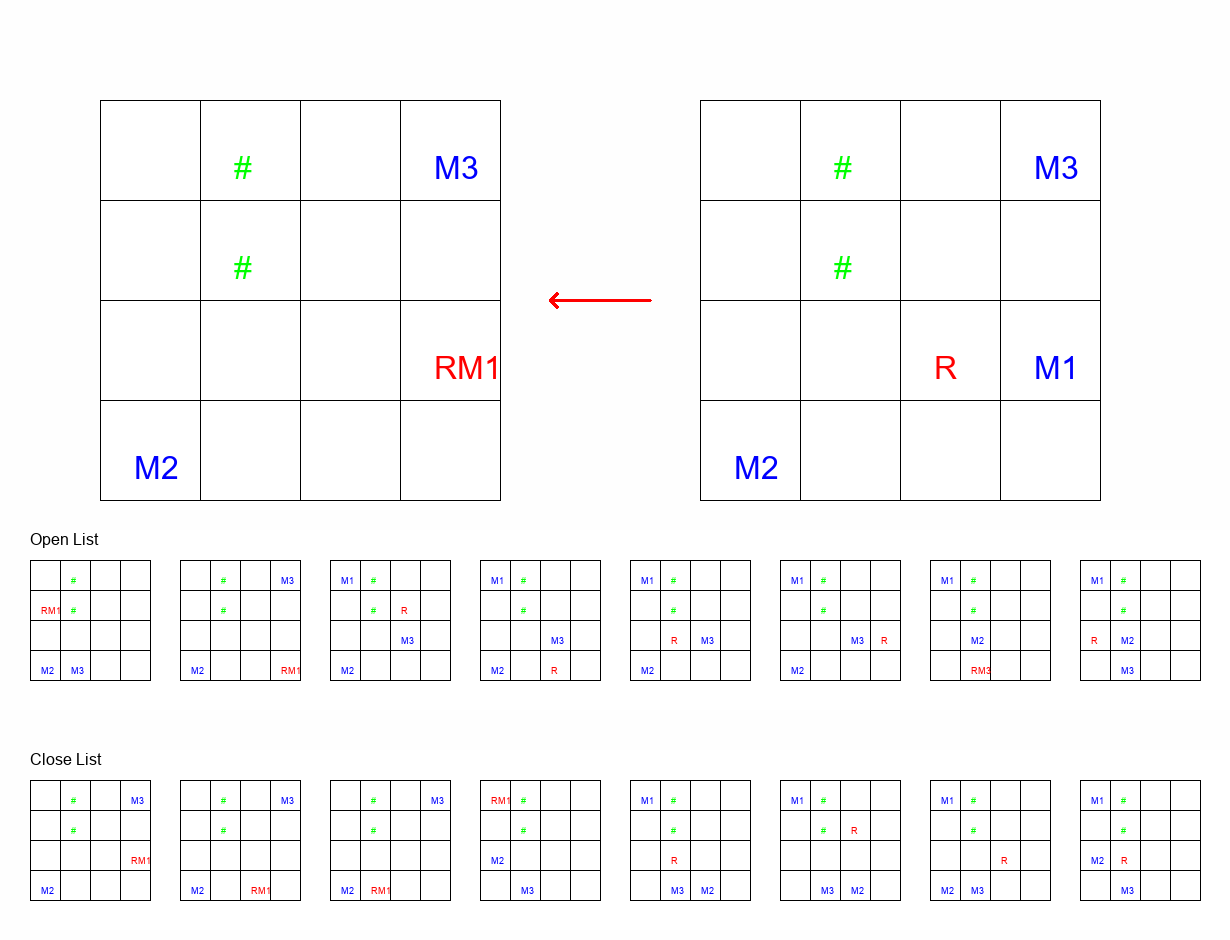 # M3 # M3
# #
RM1 R M1
M2 M2
Open List
# # M3 M1 # M1 # M1 # M1 # M1 # M1 #
RM1 # # # R # # # # #
M3 M3 R M3 M3 R M2 R M2
M2 M3 M2 RM1 M2 M2 R M2 M2 RM3 M3
Close List
# M3 # M3 # M3 RM1 # M1 # M1 # M1 # M1 #
# # # # # # R # #
RM1 M2 R R M2 R
M2 M2 RM1 M2 RM1 M3 M3 M2 M3 M2 M2 M3 M3